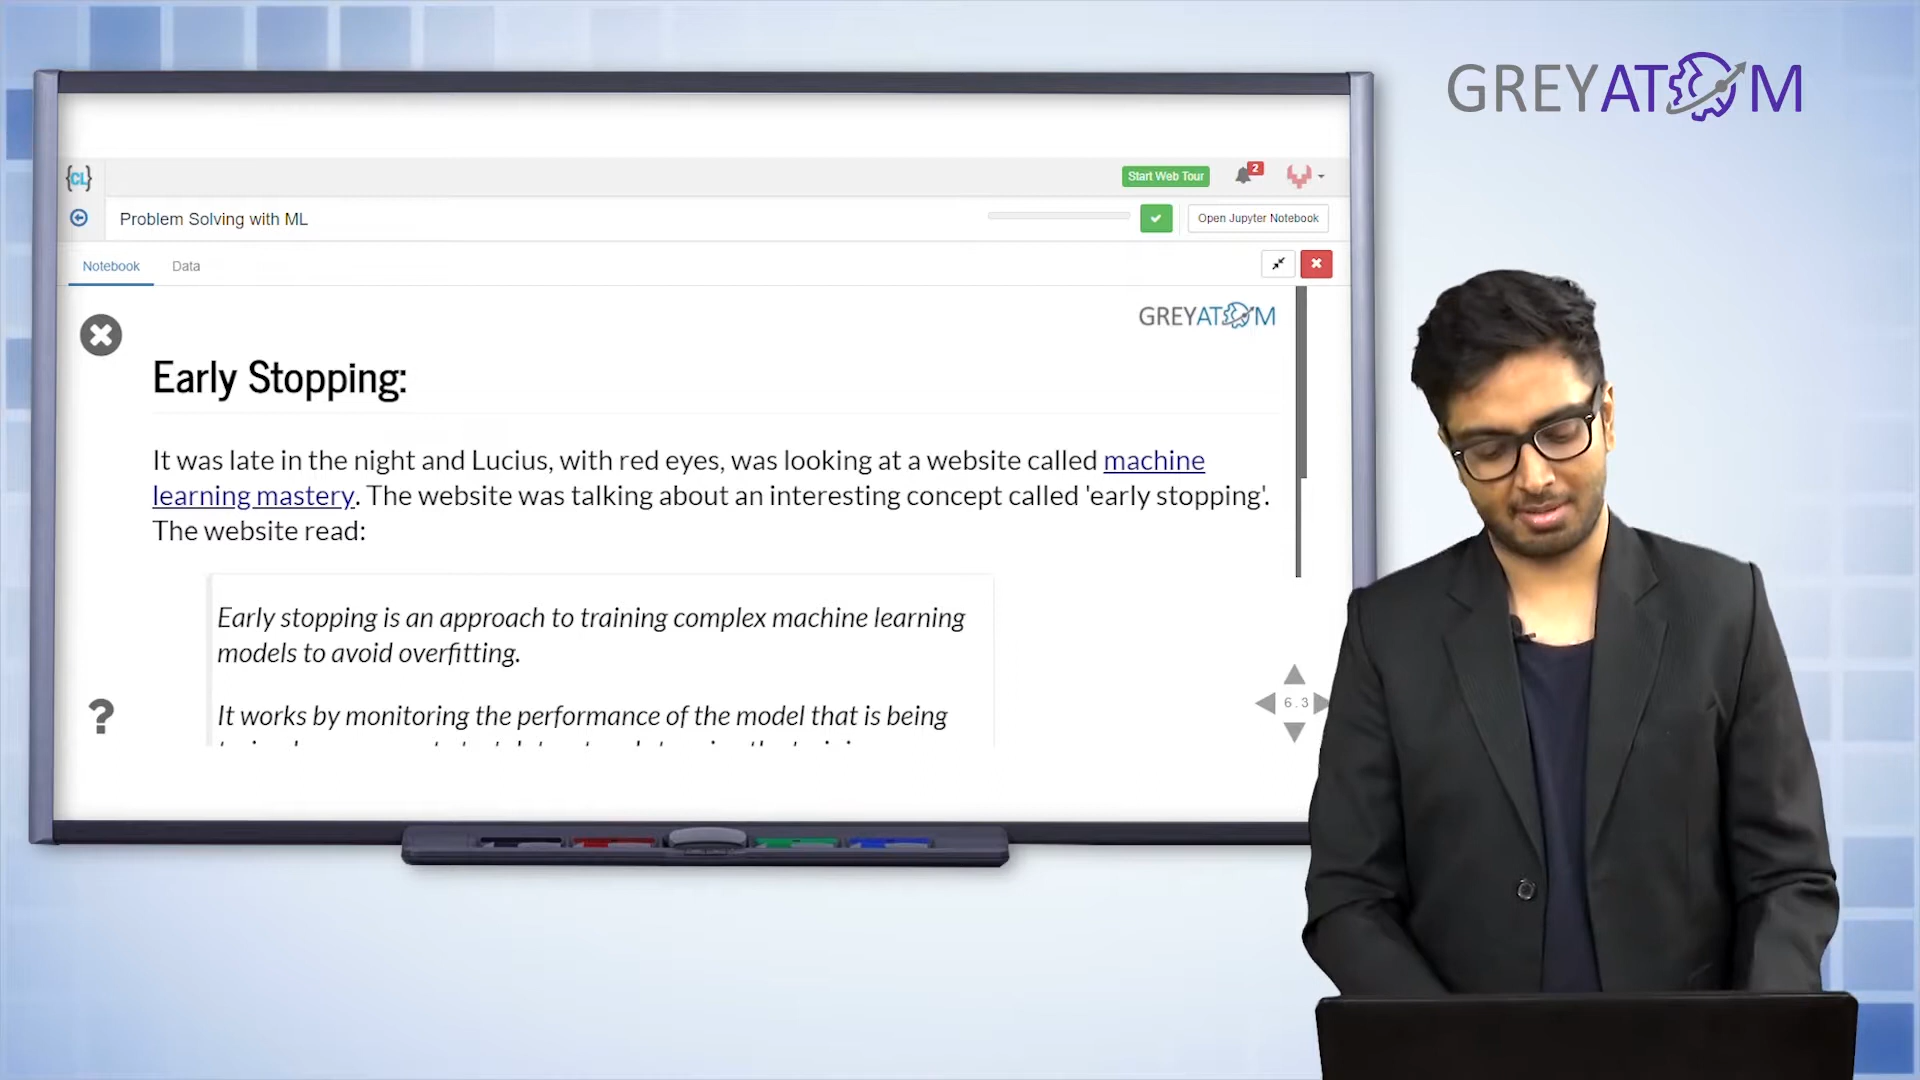 GREYATOM
{CL}
Start Web Tour
2
Problem Solving with ML
Open Jupyter Notebook
Notebook
Data
GREYATOM
Early Stopping:
It was late in the night and Lucius, with red eyes, was looking at a website called machine
learning mastery. The website was talking about an interesting concept called 'early stopping'.
The website read:
Early stopping is an approach to training complex machine learning
models to avoid overfitting.
It works by monitoring the performance of the model that is being
?
6.3